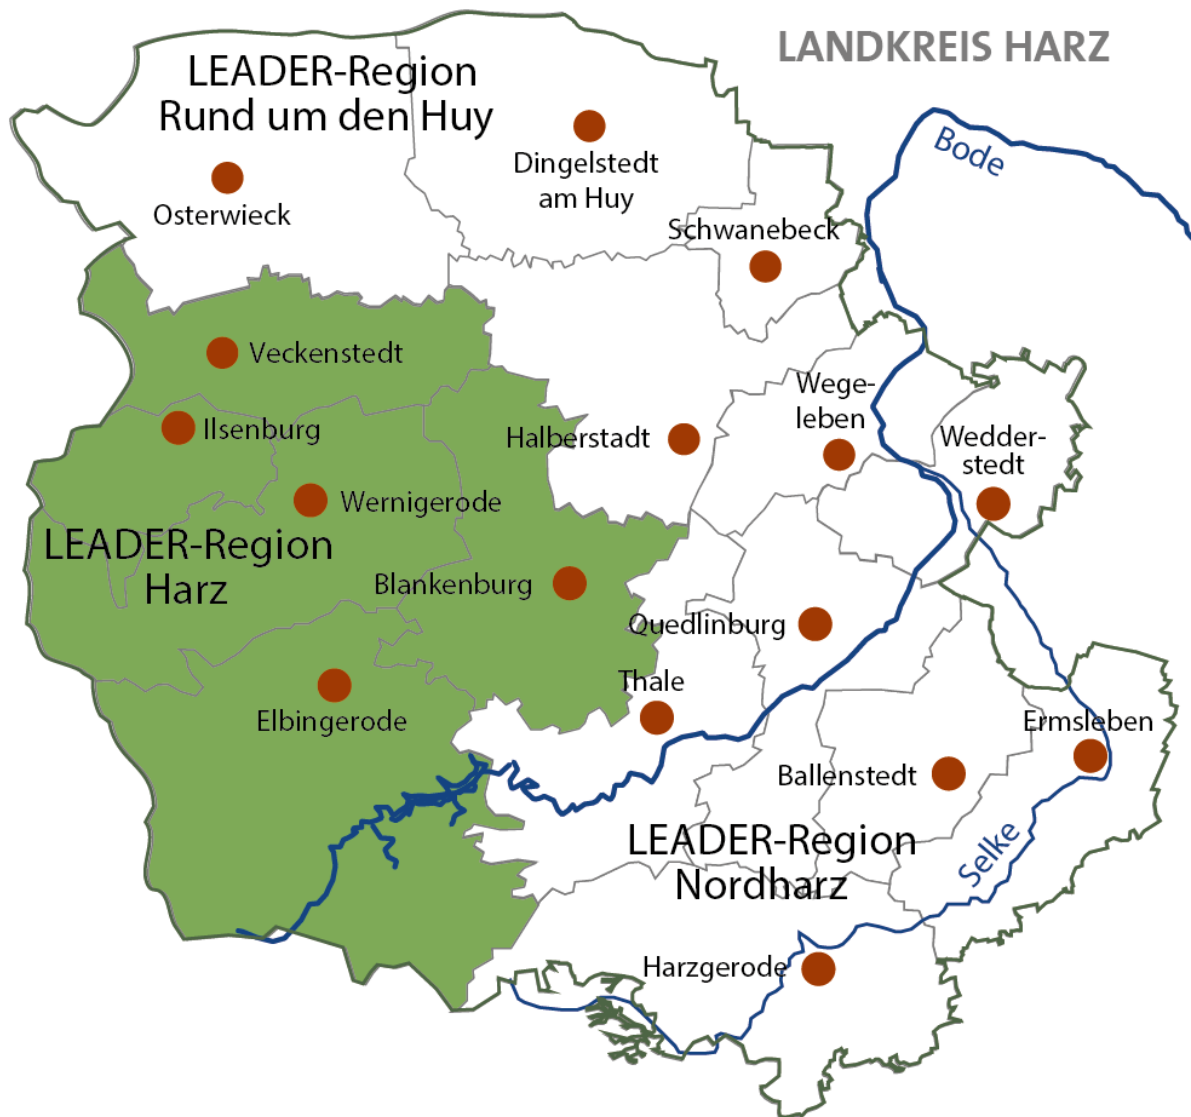 LANDKREIS HARZ
LEADER-Region
Rund um den Huy
Bode
Dingelstedt
am Huy
Osterwieck
Schwanebeck
Veckenstedt
Wege-
leben
Ilsenburg
Halberstadt
Wedder-
stedt
Wernigerode
LEADER-Region
Harz
Blankenburg
Quedlinburg
Thale
Elbingerode
Ermsleben
Ballenstedt
LEADER-Region
Nordharz
Selke
Harzgerode